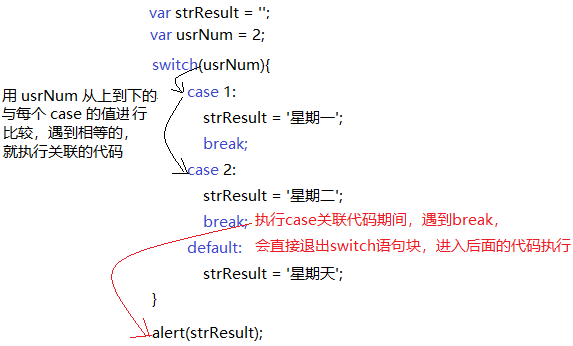 var strResult = '';
var usrNum = 2;
switch(usrNum){
用 usrNum 从上到下的
与每个 case 的值进行
比较，遇到相等的，
就执行关联的代码
case 1:
strResult = '星期一';
break;
case 2:
strResult = '星期二';
break; 执行case关联代码期间，遇到break，
default: 会直接退出switch语句块，进入后面的代码执行
strResult = '星期天';
}
alert(strResult);